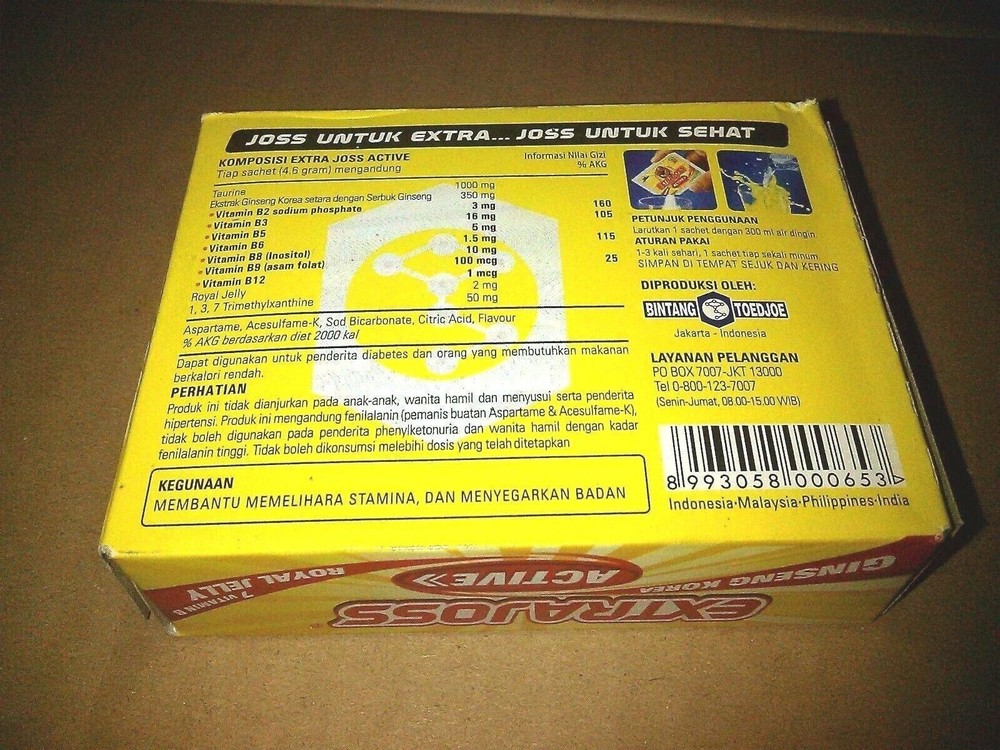 JOSS UNTUK EXTRA... JOSS UNTUK SEHAT
KOMPOSISI EXTRA JOSS ACTIVE
Tiap sachet (4,6 gram) mengandung
Informasi Nilai Gizi
% AKG
Taurine 1000 mg
Ekstrak Ginseng Korea setara dengan Serbuk Ginseng 350 mg
• Vitamin B2 sodium phosphate 3 mg 160
• Vitamin B3 16 mg 105
• Vitamin B5 5 mg
• Vitamin B6 1.5 mg 115
• Vitamin B8 (Inositol) 10 mg
• Vitamin B9 (asam folat) 100 mcg 25
• Vitamin B12 1 mcg
Royal Jelly 2 mg
1, 3, 7 Trimethylxanthine 50 mg
Aspartame, Acesulfame-K, Sod Bicarbonate, Citric Acid, Flavour
% AKG berdasarkan diet 2000 kal
Dapat digunakan untuk penderita diabetes dan orang yang membutuhkan makanan
berkalori rendah.
PERHATIAN
Produk ini tidak dianjurkan pada anak-anak, wanita hamil dan menyusui serta penderita
hipertensi. Produk ini mengandung fenilalanin (pemanis buatan Aspartame & Acesulfame-K),
tidak boleh digunakan pada penderita phenylketonuria dan wanita hamil dengan kadar
fenilalanin tinggi. Tidak boleh dikonsumsi melebihi dosis yang telah ditetapkan
KEGUNAAN
MEMBANTU MEMELIHARA STAMINA, DAN MENYEGARKAN BADAN
PETUNJUK PENGGUNAAN
Larutkan 1 sachet dengan 300 ml air dingin
ATURAN PAKAI
1-3 kali sehari, 1 sachet tiap sekali minum
SIMPAN DI TEMPAT SEJUK DAN KERING
DIPRODUKSI OLEH:
BINTANG TOEDJOE
Jakarta - Indonesia
LAYANAN PELANGGAN
PO BOX 7007-JKT 13000
Tel 0-800-123-7007
(Senin-Jumat, 08.00-15.00 WIB)
8 993058 000653 >
Indonesia•Malaysia•Philippines•India
GINSENG KOREA
ACTIVE
ROYAL JELLY
7 VITAMIN B
EXTRAJOSS